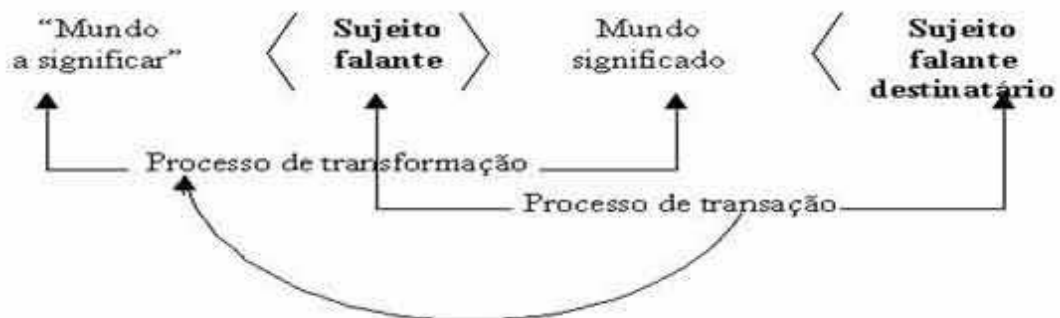 “Mundo
a significar”
Sujeito
falante
Mundo
significado
Sujeito
falante
destinatário
Processo de transformação
Processo de transação